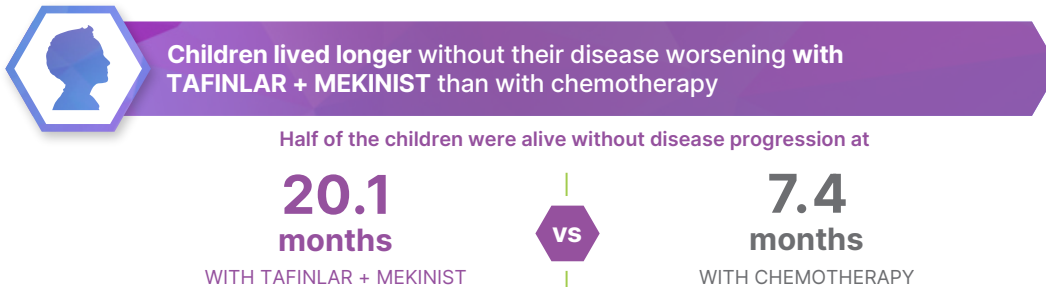 Children lived longer without their disease worsening with
TAFINLAR + MEKINIST than with chemotherapy
Half of the children were alive without disease progression at
20.1
months
WITH TAFINLAR + MEKINIST
vs
7.4
months
WITH CHEMOTHERAPY